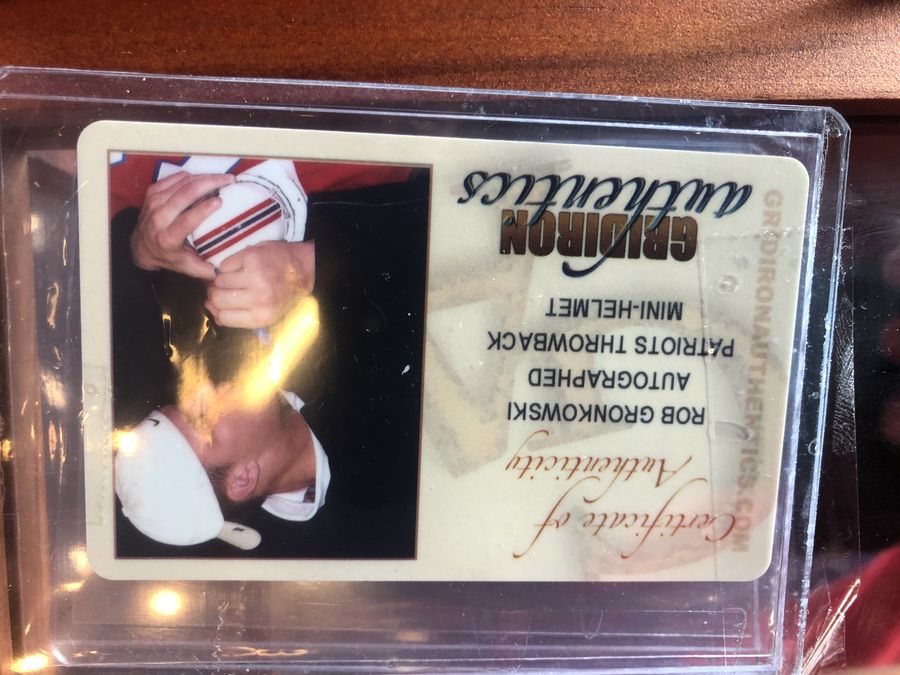 Certificate of
Authenticity
ROB GRONKOWSKI
AUTOGRAPHED
PATRIOTS THROWBACK
MINI-HELMET
GRIDIRON
authentics
GRIDIRONAUTHENTICS.COM